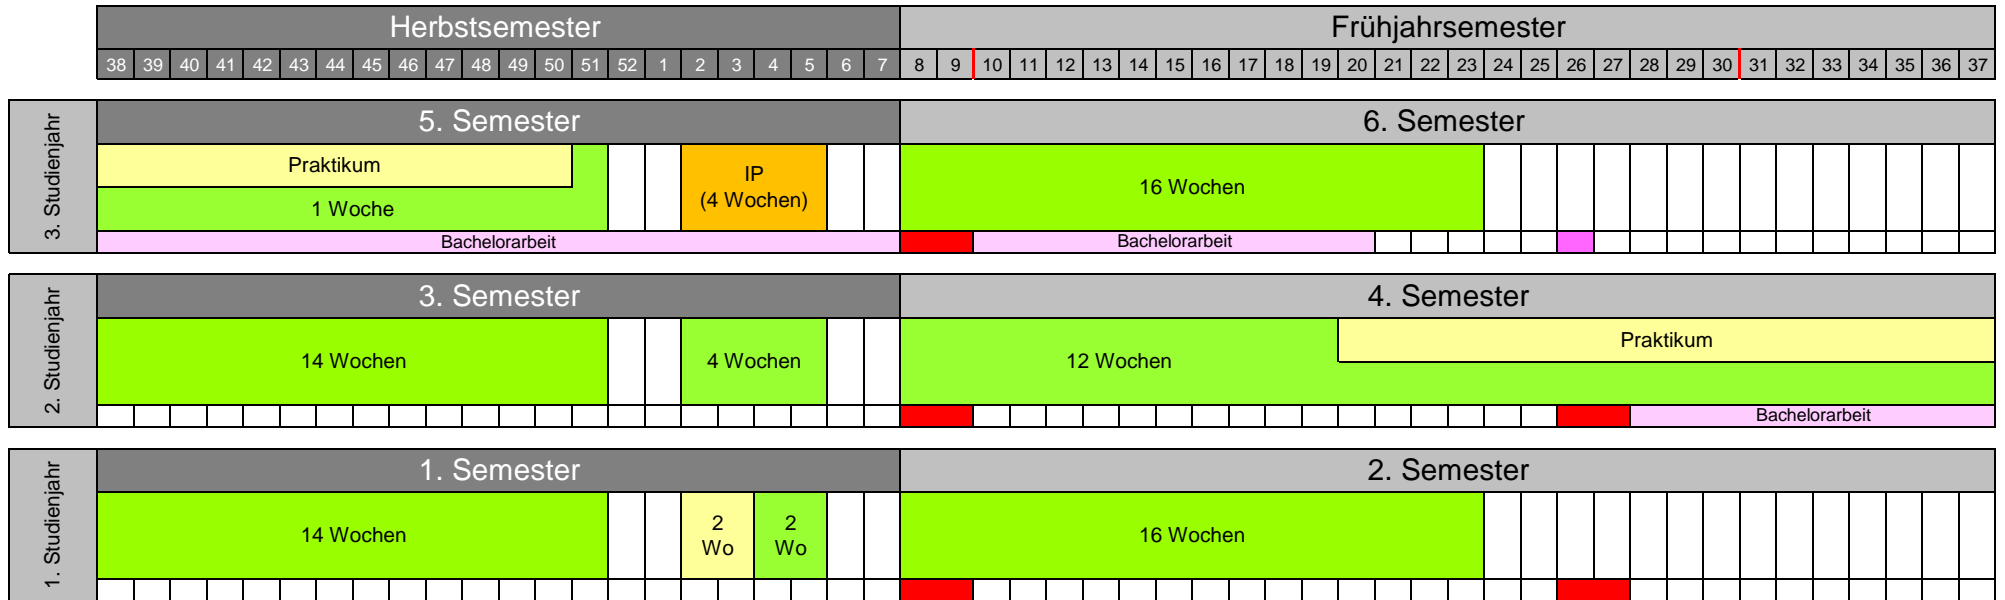 Herbstsemester Frühjahrsemester
38 39 40 41 42 43 44 45 46 47 48 49 50 51 52 1 2 3 4 5 6 7 8 9 10 11 12 13 14 15 16 17 18 19 20 21 22 23 24 25 26 27 28 29 30 31 32 33 34 35 36 37
3. Studienjahr
5. Semester 6. Semester
Praktikum
1 Woche
IP
(4 Wochen)
16 Wochen
Bachelorarbeit Bachelorarbeit
2. Studienjahr
3. Semester 4. Semester
14 Wochen 4 Wochen 12 Wochen
Praktikum
Bachelorarbeit
1. Studienjahr
1. Semester 2. Semester
14 Wochen
2
Wo
2
Wo
16 Wochen